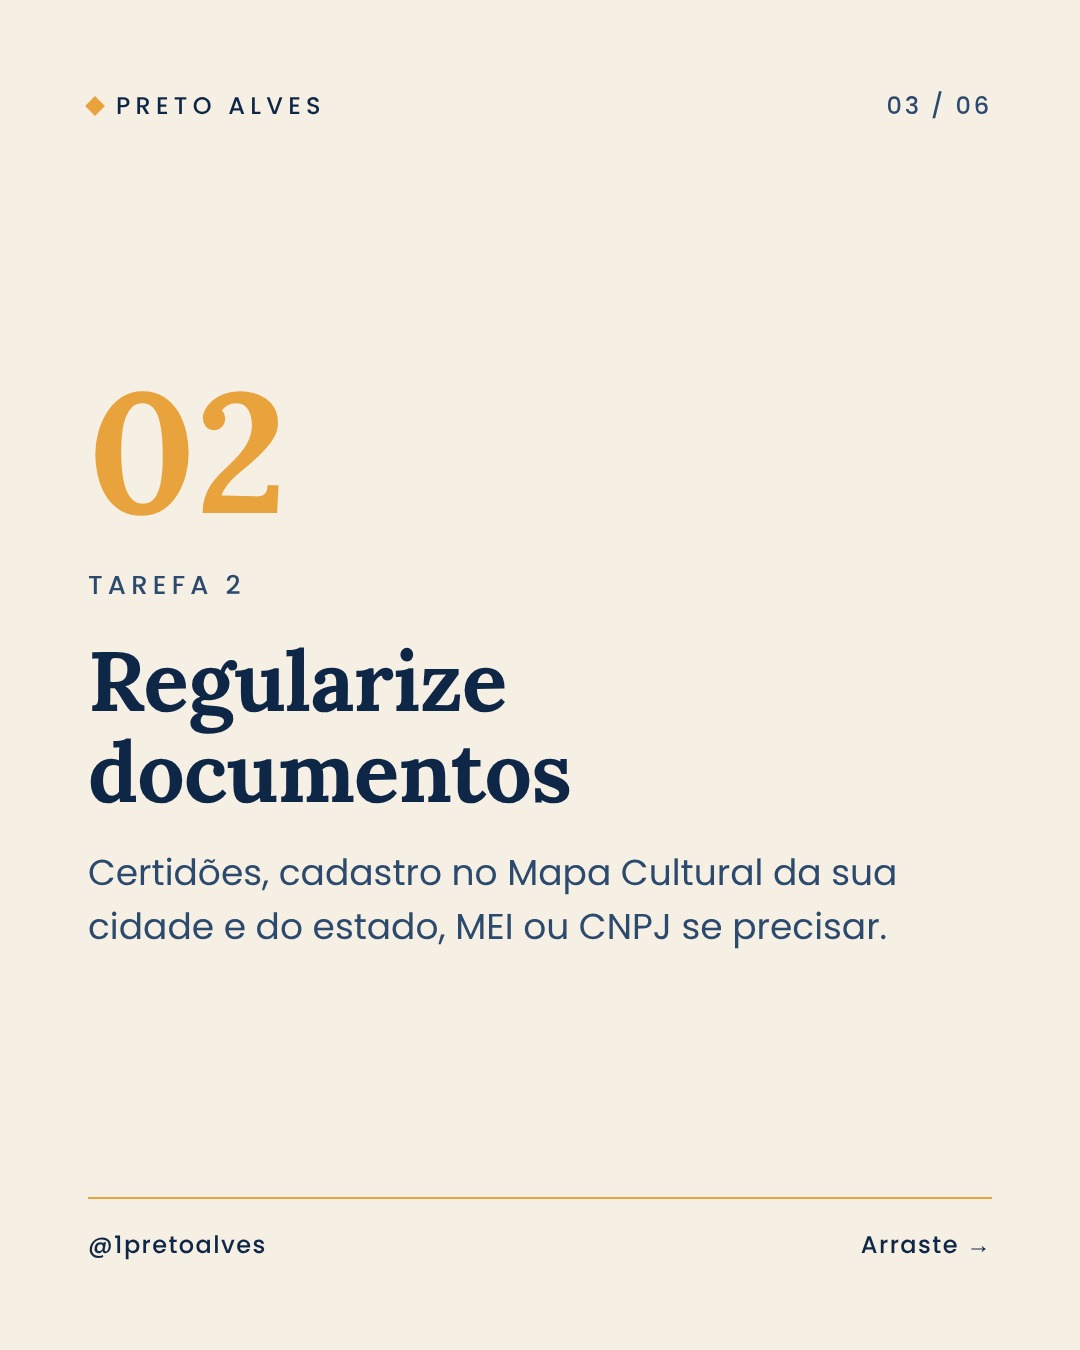 PRETO ALVES
03 / 06
02
TAREFA 2
Regularize
documentos
Certidões, cadastro no Mapa Cultural da sua
cidade e do estado, MEI ou CNPJ se precisar.
@1pretoalves
Arraste →